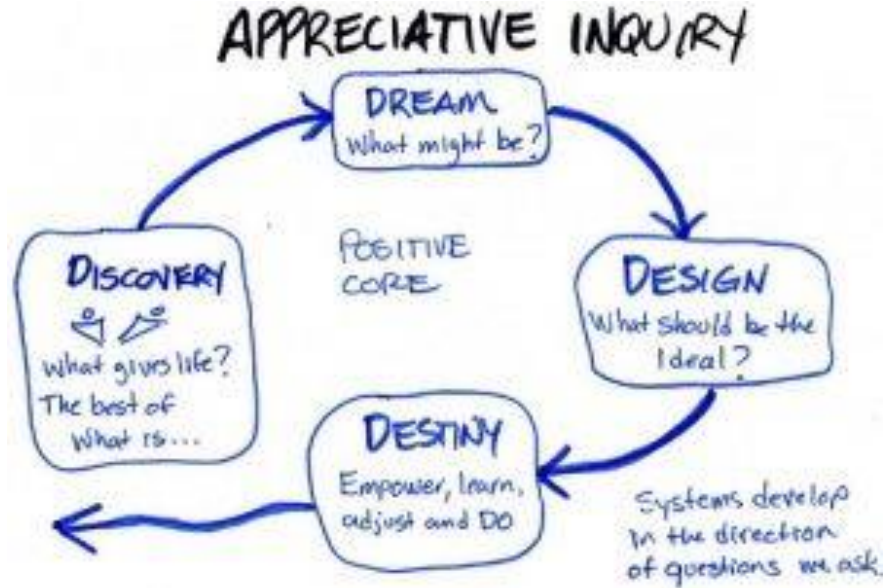 APPRECIATIVE INQUIRY
DREAM
What might be?
DISCOVERY
What gives life?
The best of
What is...
POSITIVE
CORE
DESIGN
What should be the
Ideal?
DESTINY
Empower, learn,
adjust and DO
Systems develop
in the direction
of questions we ask.